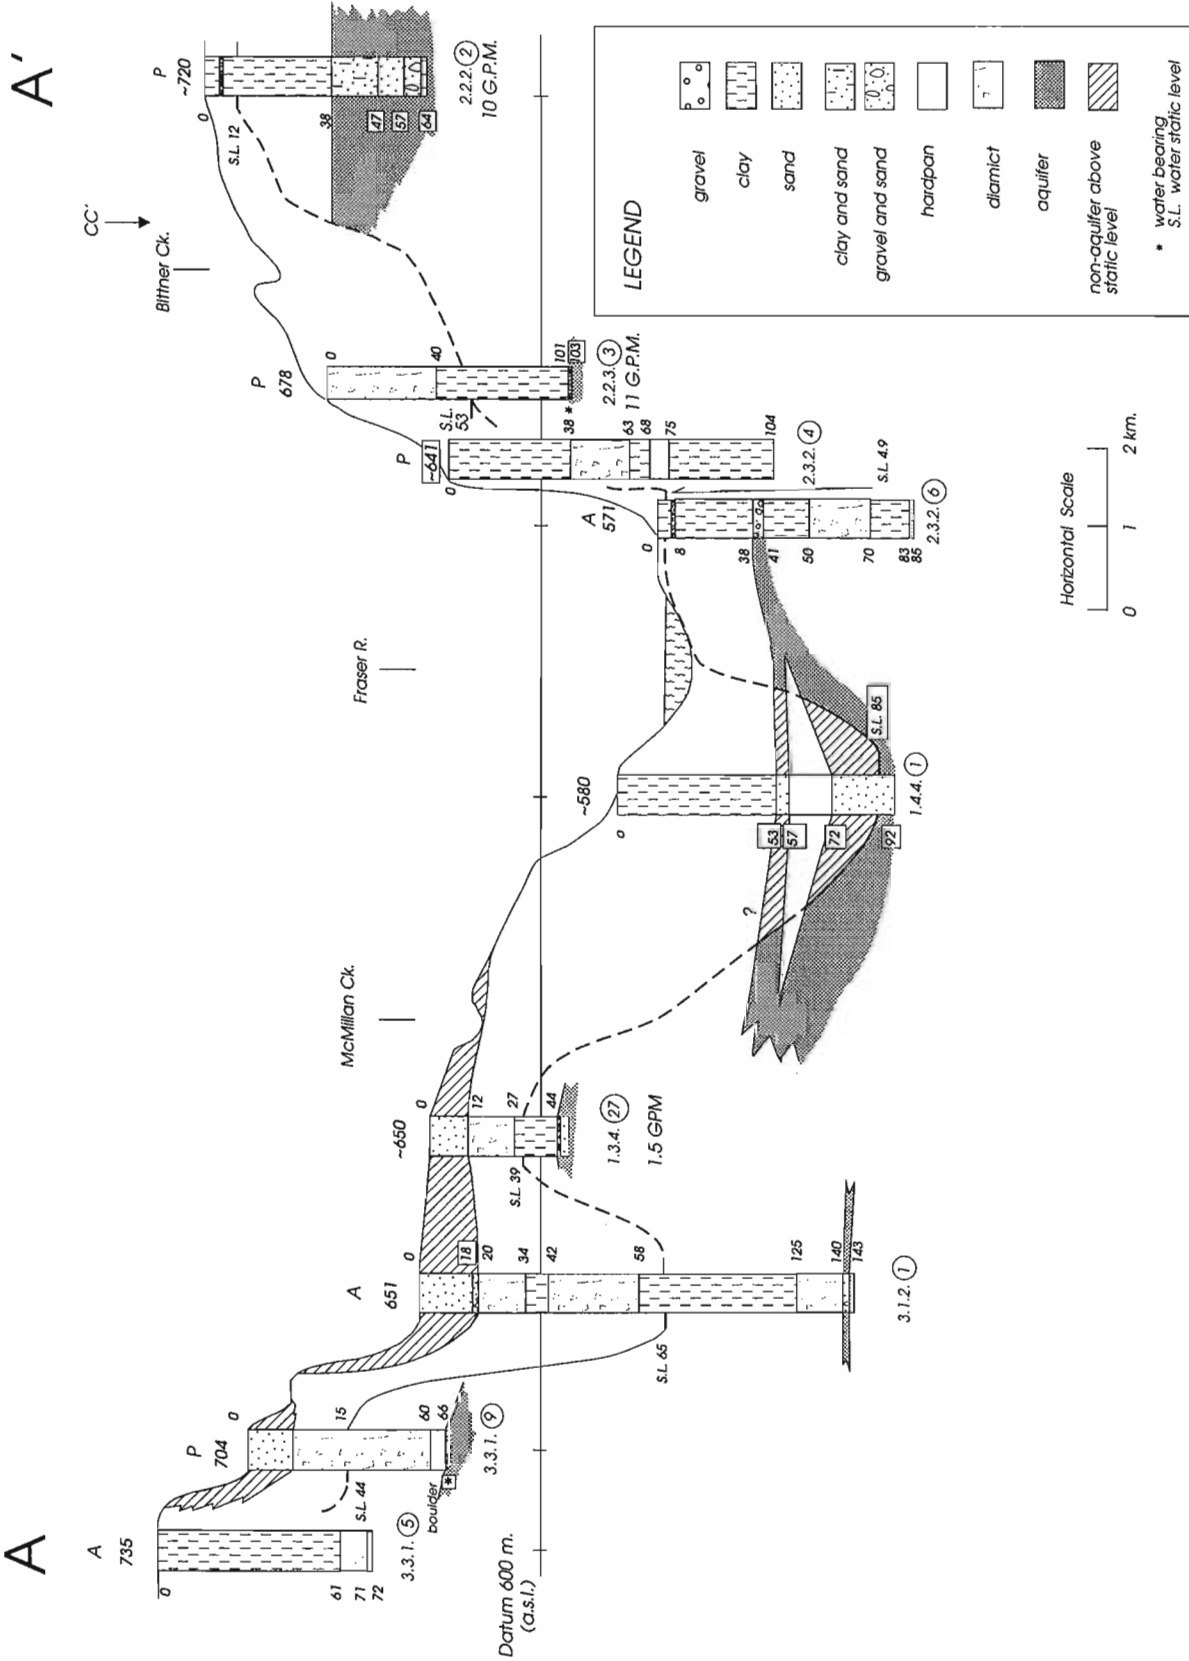 A
A'
A
735
0
61
71
72
3.3.1. 5
P
704
0
15
60
66
S.L. 44
boulder
*
3.3.1. 9
A
651
0
18
20
34
42
58
125
140
143
S.L. 65
3.1.2. 1
~650
0
12
27
44
S.L. 39
1.3.4. 27
1.5 GPM
McMillan Ck.
?
~580
0
53
57
72
92
S.L. 85
1.4.4. 1
Fraser R.
A
571
0
8
38
41
50
70
83
85
S.L. 4.9
2.3.2. 6
P
~641
0
38 *
63
68
75
104
2.3.2. 4
P
678
0
40
101
103
S.L.
53
2.2.3. 3
11 G.P.M.
Bittner Ck.
CC'
P
~720
0
S.L. 12
38
47
57
64
2.2.2. 2
10 G.P.M.
Datum 600 m.
(a.s.l.)
Horizontal Scale
0
1
2 km.
LEGEND
gravel
clay
sand
clay and sand
gravel and sand
hardpan
diamict
aquifer
non-aquifer above
static level
* water bearing
S.L. water static level